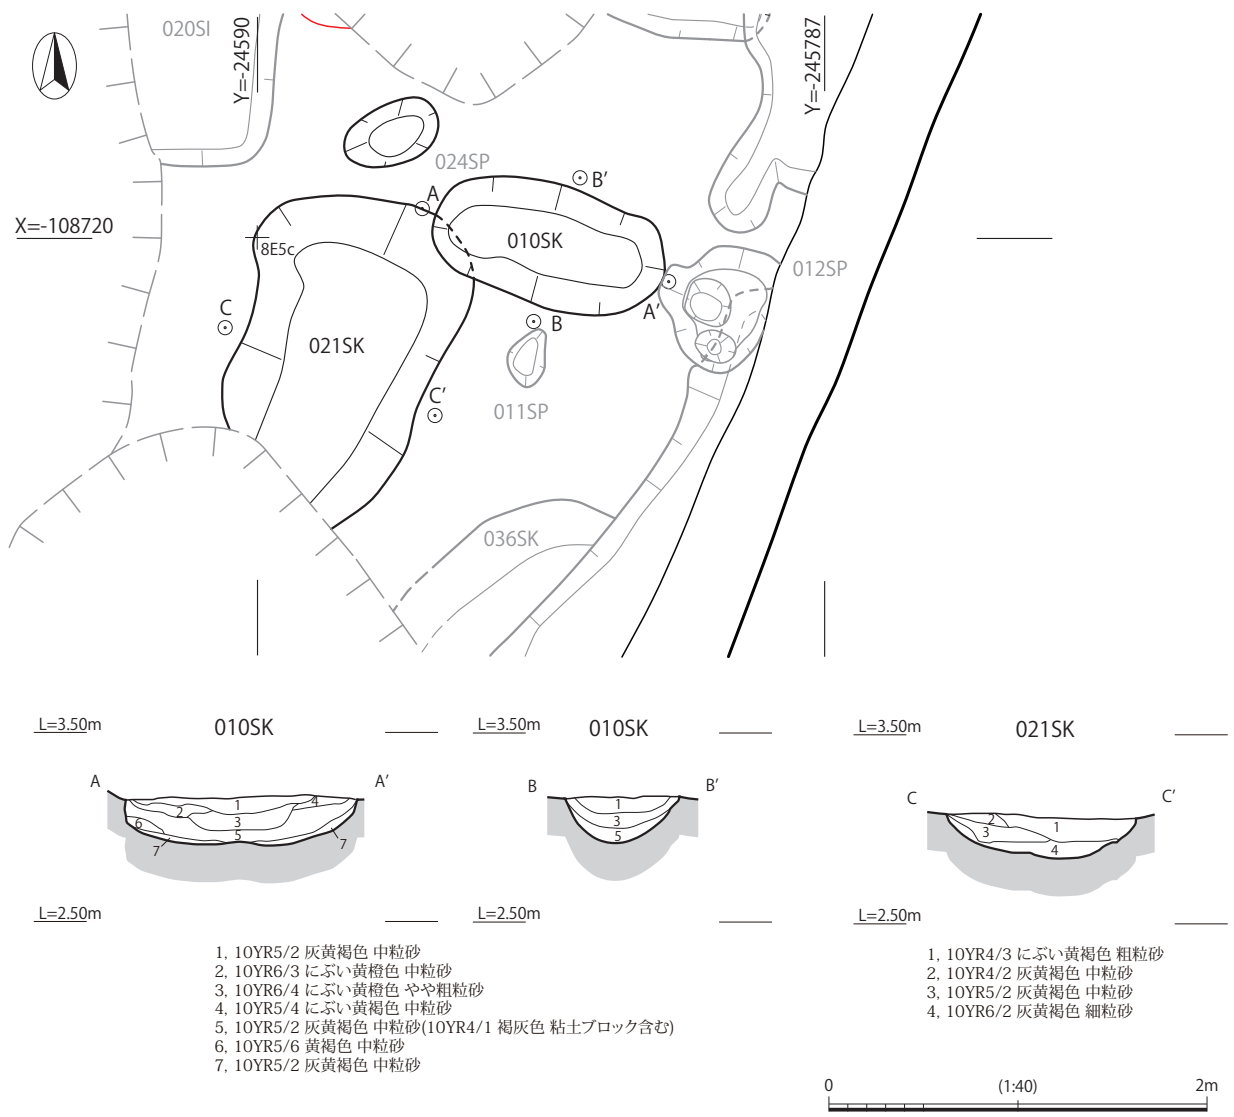 020SI
Y=-24590
Y=-245787
024SP
A
B'
X=-108720
8E5c
010SK
012SP
C
A'
B
021SK
C'
011SP
036SK
L=3.50m
010SK
L=3.50m
010SK
L=3.50m
021SK
A
A'
B
B'
C
C'
1
2
3
4
5
6
7
7
1
3
5
1
2
3
4
L=2.50m
L=2.50m
L=2.50m
1, 10YR5/2 灰黄褐色 中粒砂
2, 10YR6/3 にぶい黄橙色 中粒砂
3, 10YR6/4 にぶい黄橙色 やや粗粒砂
4, 10YR5/4 にぶい黄褐色 中粒砂
5, 10YR5/2 灰黄褐色 中粒砂(10YR4/1 褐灰色 粘土ブロック含む)
6, 10YR5/6 黄褐色 中粒砂
7, 10YR5/2 灰黄褐色 中粒砂
1, 10YR4/3 にぶい黄褐色 粗粒砂
2, 10YR4/2 灰黄褐色 中粒砂
3, 10YR5/2 灰黄褐色 中粒砂
4, 10YR6/2 灰黄褐色 細粒砂
0 (1:40) 2m